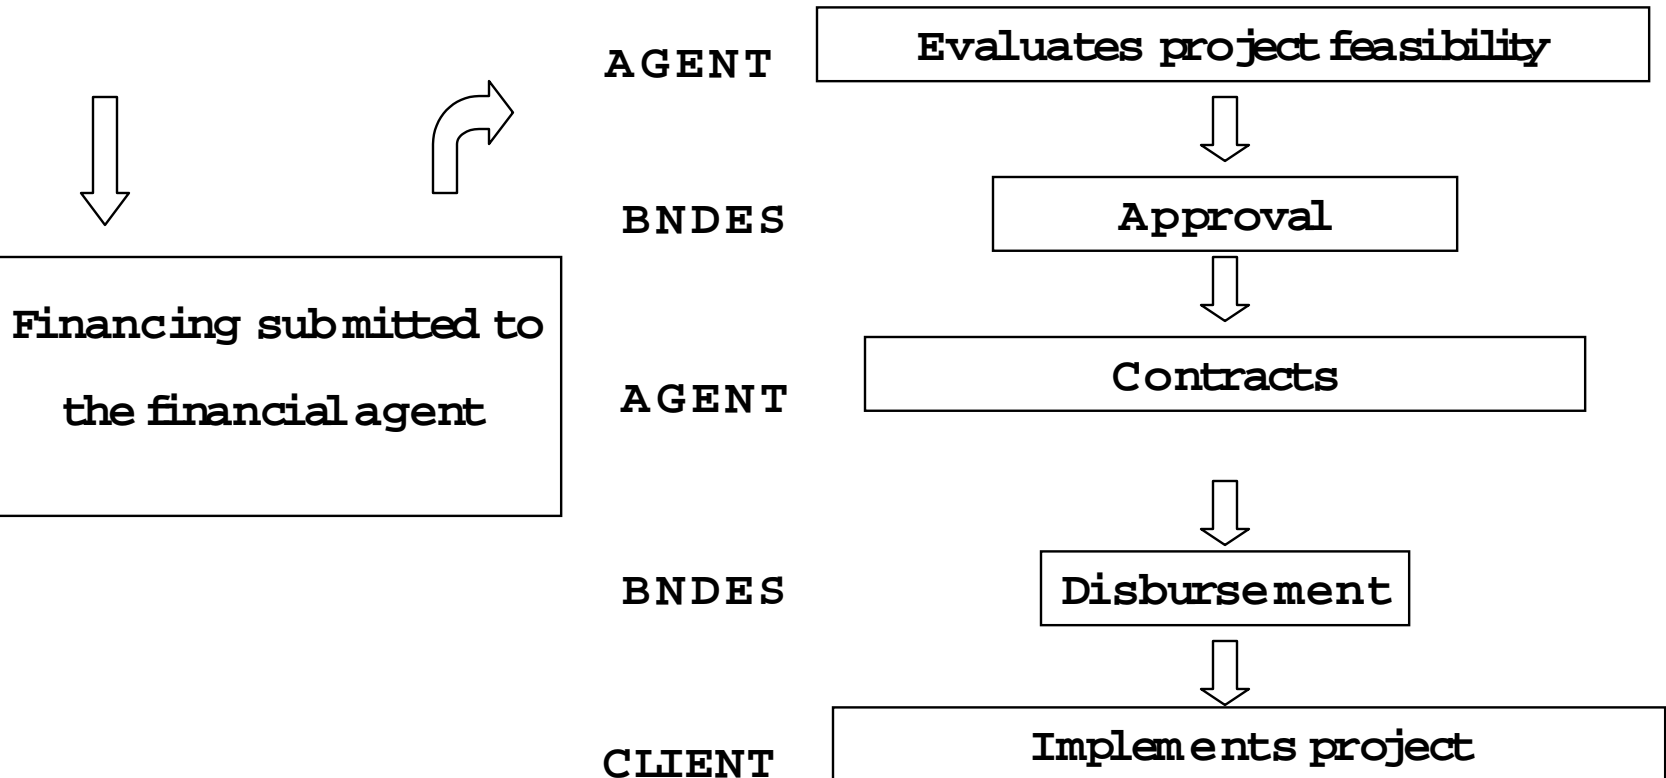 Financing submitted to
the financial agent
AGENT
Evaluates project feasibility
BNDES
Approval
AGENT
Contracts
BNDES
Disbursement
CLIENT
Implements project